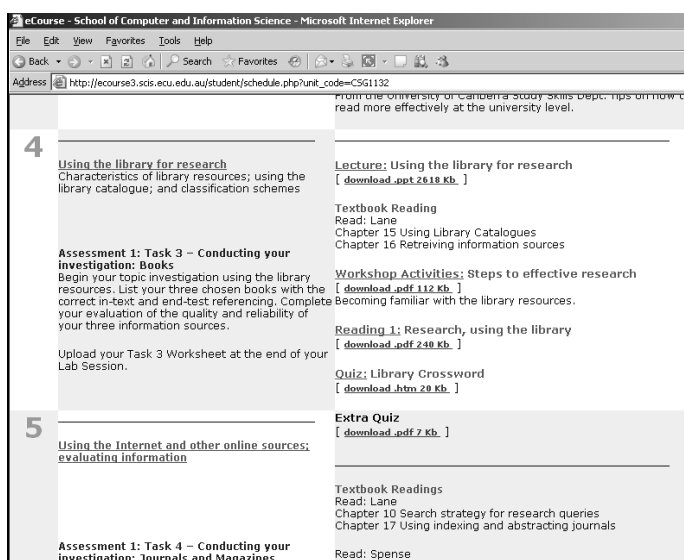 eCourse - School of Computer and Information Science - Microsoft Internet Explorer
File Edit View Favorites Tools Help
Back Search Favorites
Address http://ecourse3.scis.ecu.edu.au/student/schedule.php?unit_code=CSG1132
From the University of Canberra Study Skills Dept. Tips on how
read more effectively at the university level.
4
Using the library for research
Characteristics of library resources; using the
library catalogue; and classification schemes
Assessment 1: Task 3 – Conducting your
investigation: Books
Begin your topic investigation using the library
resources. List your three chosen books with the
correct in-text and end-test referencing. Complete
your evaluation of the quality and reliability of
your three information sources.
Upload your Task 3 Worksheet at the end of your
Lab Session.
Lecture: Using the library for research
[ download .ppt 2618 Kb ]
Textbook Reading
Read: Lane
Chapter 15 Using Library Catalogues
Chapter 16 Retreiving information sources
Workshop Activities: Steps to effective research
[ download .pdf 112 Kb ]
Becoming familiar with the library resources.
Reading 1: Research, using the library
[ download .pdf 240 Kb ]
Quiz: Library Crossword
[ download .htm 20 Kb ]
Extra Quiz
[ download .pdf 7 Kb ]
5
Using the Internet and other online sources;
evaluating information
Assessment 1: Task 4 – Conducting your
investigation: Journals and Magazines
Textbook Readings
Read: Lane
Chapter 10 Search strategy for research queries
Chapter 17 Using indexing and abstracting journals
Read: Spense